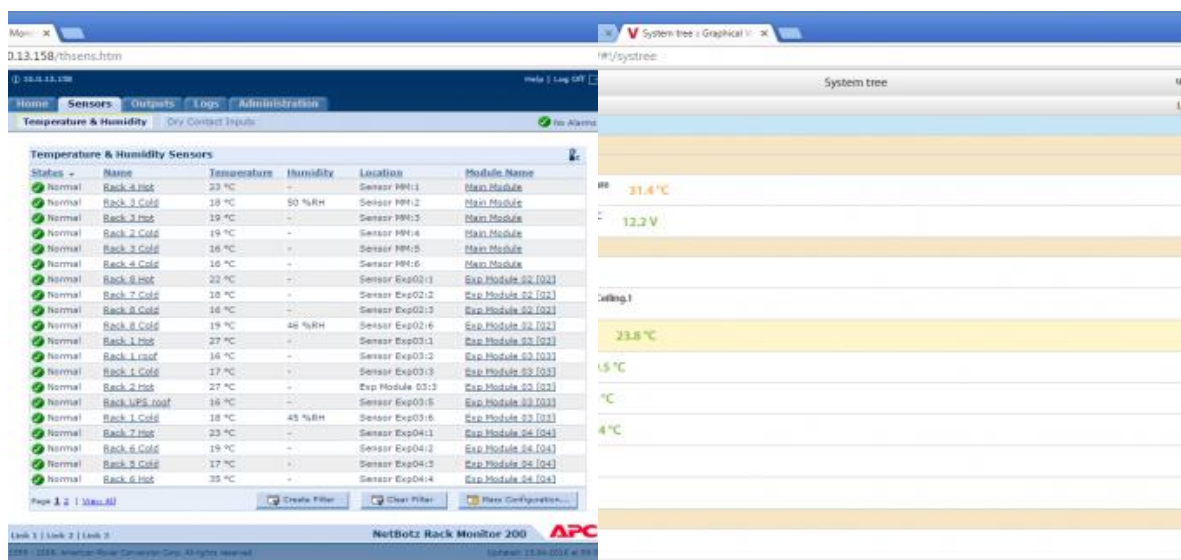 0.13.158/thsens.htm
10.0.13.158
Help | Log Off
Home Sensors Outputs Logs Administration
Temperature & Humidity Dry Contact Inputs
No Alarms
Temperature & Humidity Sensors
Status Name Temperature Humidity Location Module Name
Normal Rack 4 Hot 23 °C - Sensor MM:1 Main Module
Normal Rack 3 Cold 18 °C 50 %RH Sensor MM:2 Main Module
Normal Rack 3 Hot 19 °C - Sensor MM:3 Main Module
Normal Rack 2 Cold 19 °C - Sensor MM:4 Main Module
Normal Rack 3 Cold 16 °C - Sensor MM:5 Main Module
Normal Rack 4 Cold 16 °C - Sensor MM:6 Main Module
Normal Rack 8 Hot 22 °C - Sensor Exp02:1 Exp Module 02 [02]
Normal Rack 7 Cold 18 °C - Sensor Exp02:2 Exp Module 02 [02]
Normal Rack 8 Cold 16 °C - Sensor Exp02:3 Exp Module 02 [02]
Normal Rack 8 Cold 19 °C 46 %RH Sensor Exp02:6 Exp Module 02 [02]
Normal Rack 1 Hot 27 °C - Sensor Exp03:1 Exp Module 03 [03]
Normal Rack 1 roof 16 °C - Sensor Exp03:2 Exp Module 03 [03]
Normal Rack 1 Cold 17 °C - Sensor Exp03:3 Exp Module 03 [03]
Normal Rack 2 Hot 27 °C - Exp Module 03:3 Exp Module 03 [03]
Normal Rack UPS roof 16 °C - Sensor Exp03:5 Exp Module 03 [03]
Normal Rack 1 Cold 18 °C 45 %RH Sensor Exp03:6 Exp Module 03 [03]
Normal Rack 7 Hot 23 °C - Sensor Exp04:1 Exp Module 04 [04]
Normal Rack 6 Cold 19 °C - Sensor Exp04:2 Exp Module 04 [04]
Normal Rack 5 Cold 17 °C - Sensor Exp04:3 Exp Module 04 [04]
Normal Rack 6 Hot 35 °C - Sensor Exp04:4 Exp Module 04 [04]
Page 1 2 | View All
Create Filter Clear Filter Mass Configuration...
Link 1 | Link 2 | Link 3
NetBotz Rack Monitor 200 APC
American Power Conversion Corp. All rights reserved.
System tree :: Graphical
/#!/systree
System tree
31.4 °C
12.2 V
Ceiling.1
23.8 °C
.5 °C
°C
4 °C